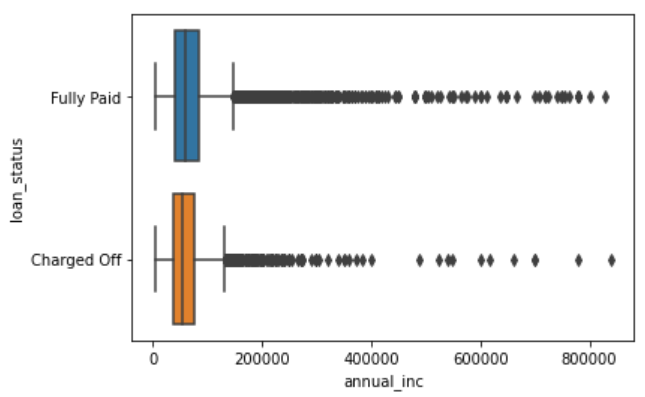 Fully Paid
loan_status
Charged Off
0 200000 400000 600000 800000
annual_inc